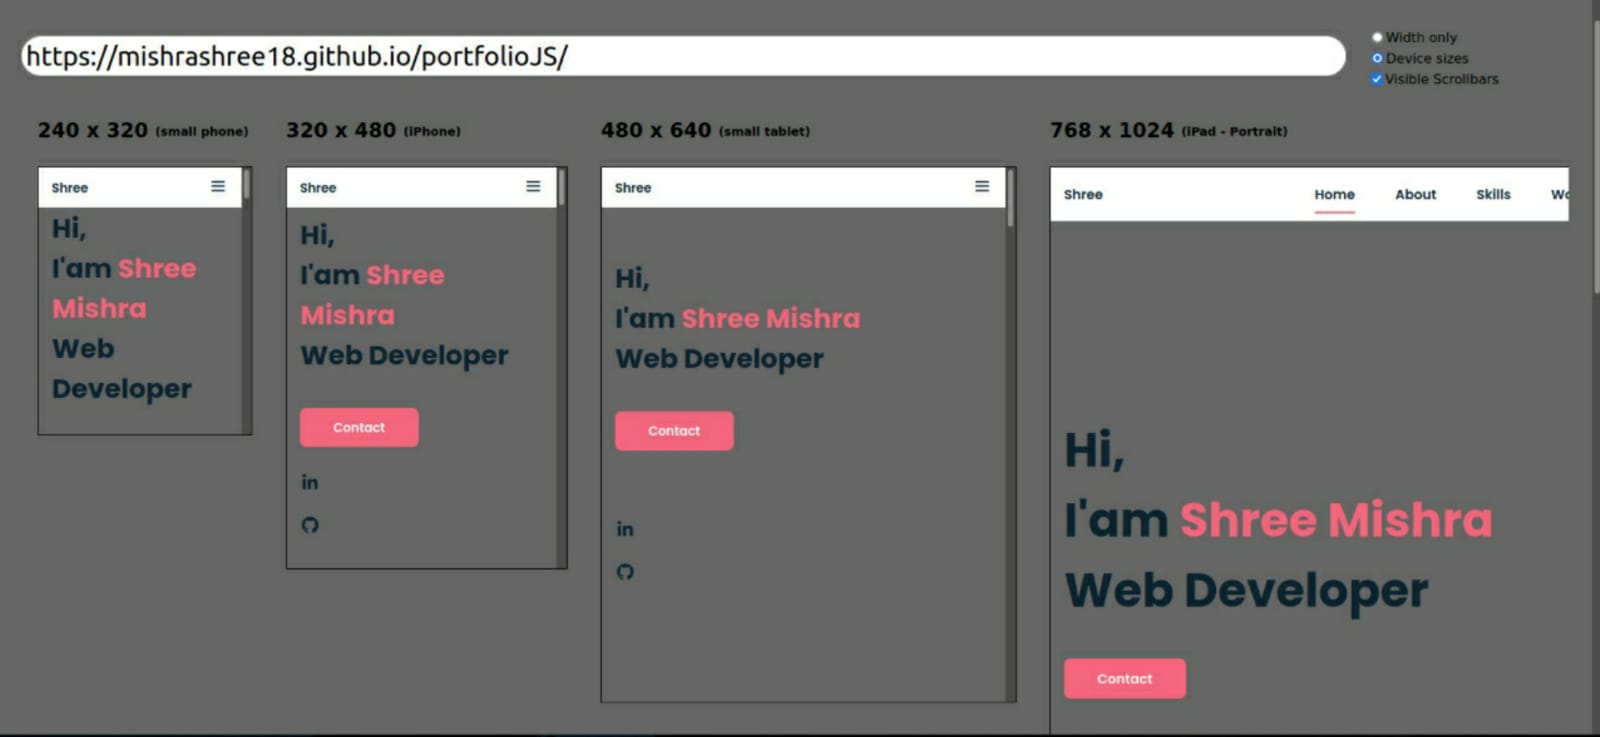 https://mishrashree18.github.io/portfolioJS/
Width only
Device sizes
Visible Scrollbars
240 x 320 (small phone)
Shree
Hi,
I'am Shree
Mishra
Web
Developer
320 x 480 (iPhone)
Shree
Hi,
I'am Shree
Mishra
Web Developer
Contact
in
480 x 640 (small tablet)
Shree
Hi,
I'am Shree Mishra
Web Developer
Contact
in
768 x 1024 (iPad - Portrait)
Shree Home About Skills
Hi,
I'am Shree Mishra
Web Developer
Contact